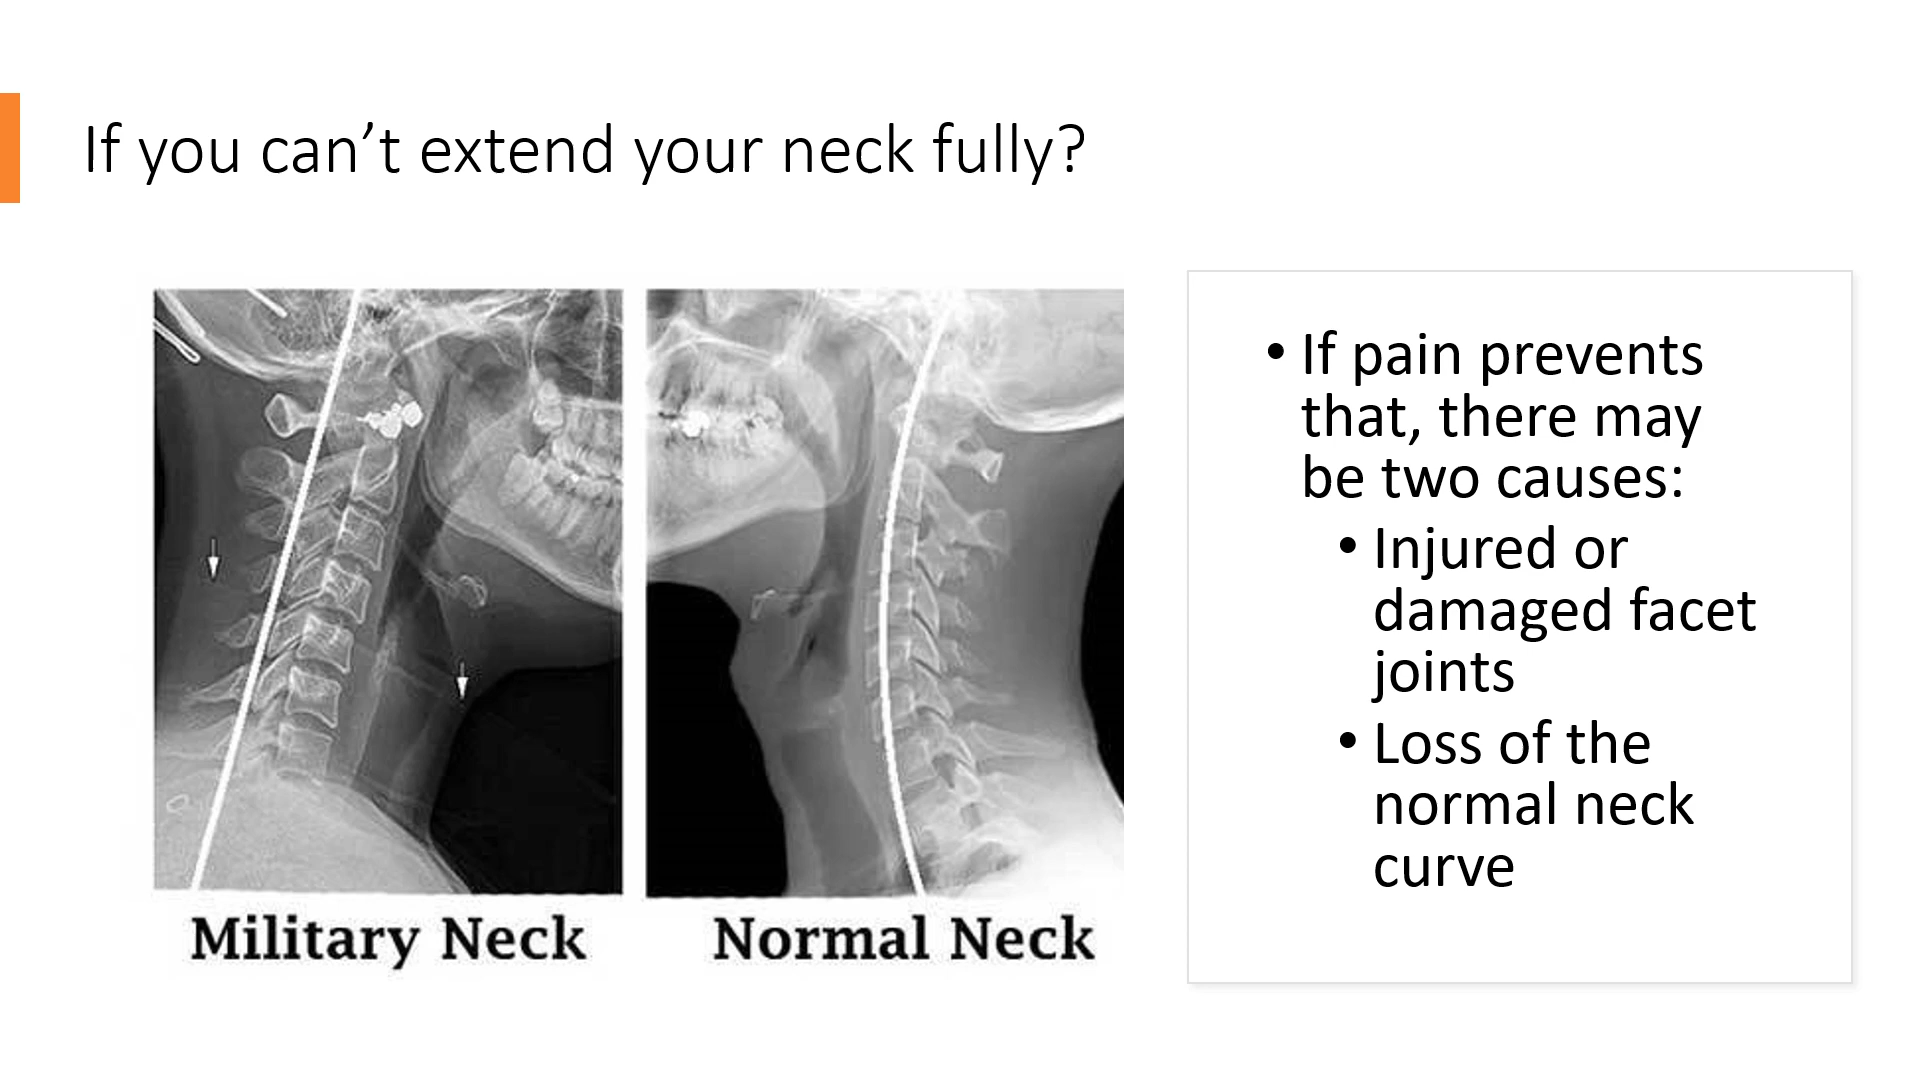 If you can’t extend your neck fully?
Military Neck
Normal Neck
• If pain prevents
that, there may
be two causes:
• Injured or
damaged facet
joints
• Loss of the
normal neck
curve